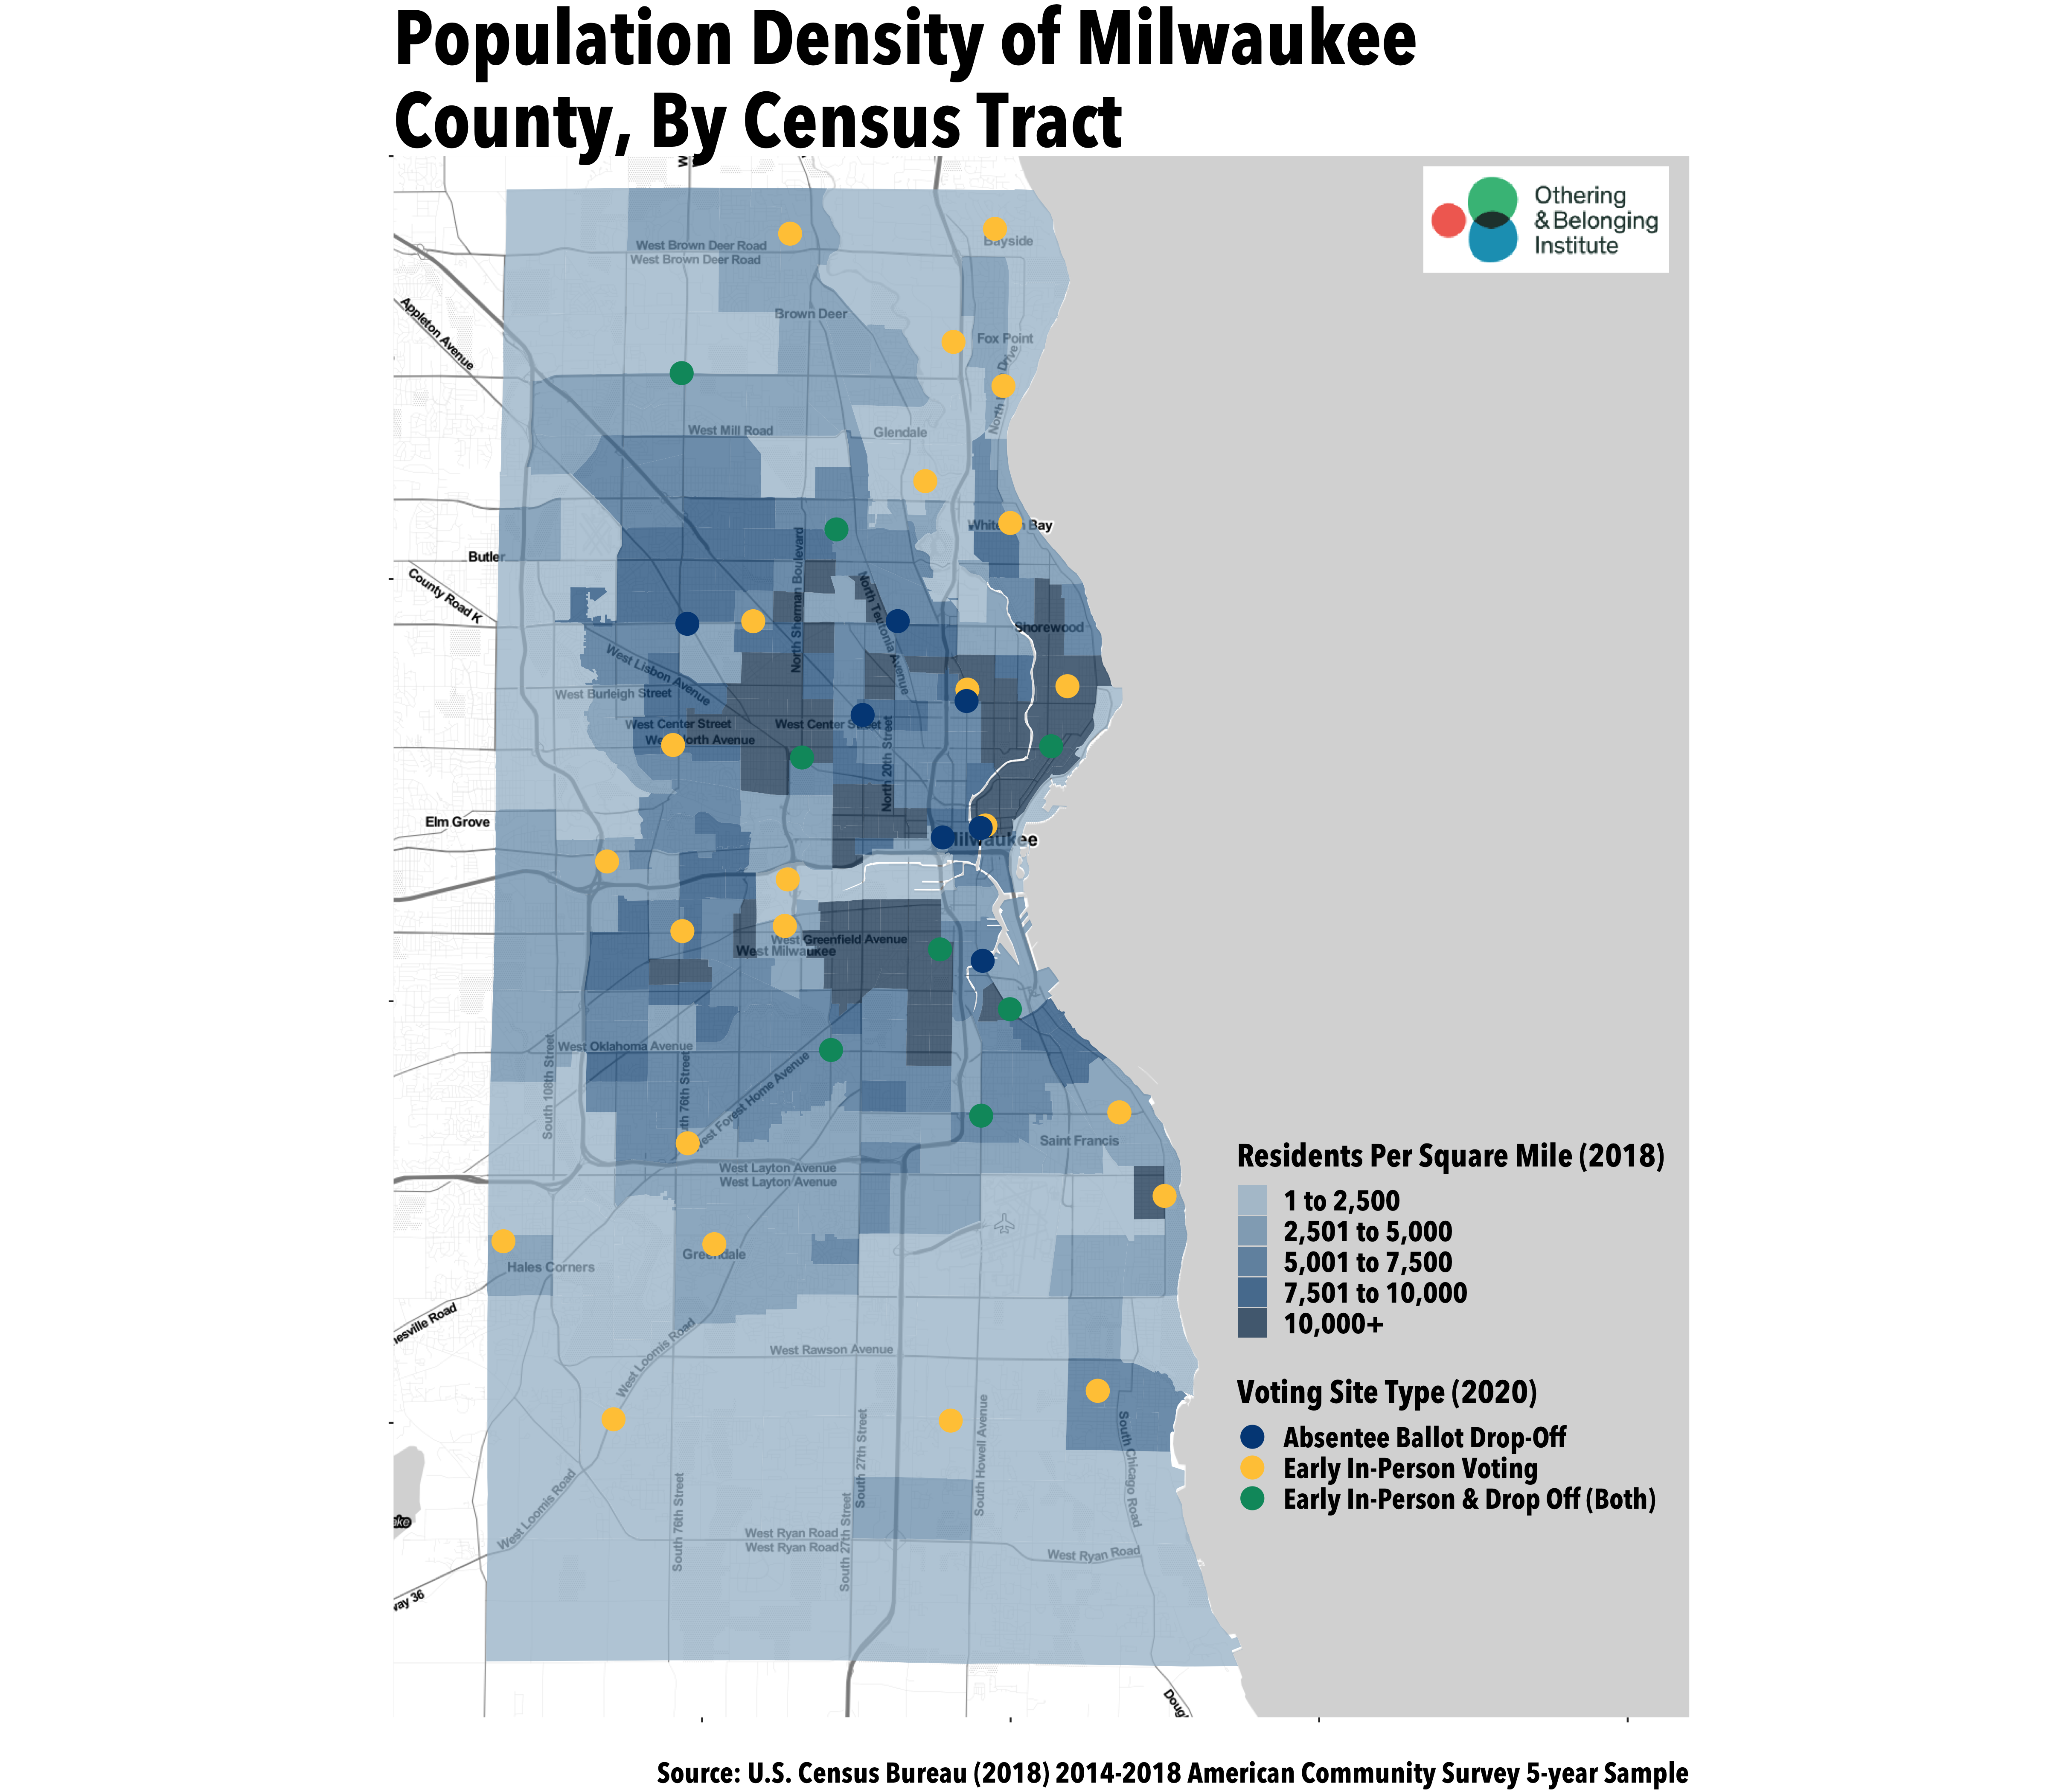 Population Density of Milwaukee
County, By Census Tract
Othering
& Belonging
Institute
Bayside
West Brown Deer Road
West Brown Deer Road
Appleton Avenue
Brown Deer
Fox Point
Drive
North
West Mill Road
Glendale
Bay
Butler
County Road K
North Sherman Boulevard
North Teutonia Avenue
Shorewood
West Lisbon Avenue
West Burleigh Street
West Center Street
West Center Street
North Avenue
North 20th Street
Elm Grove
Milwaukee
West Greenfield Avenue
West Milwaukee
West Oklahoma Avenue
South 108th Street
76th Street
West Forest Home Avenue
Saint Francis
West Layton Avenue
West Layton Avenue
Greendale
Hales Corners
West Loomis Road
West Rawson Avenue
South 27th Street
South Howell Avenue
South Chicago Road
West Loomis Road
South 76th Street
South 27th Street
West Ryan Road
West Ryan Road
West Ryan Road
way 36
Residents Per Square Mile (2018)
1 to 2,500
2,501 to 5,000
5,001 to 7,500
7,501 to 10,000
10,000+
Voting Site Type (2020)
Absentee Ballot Drop-Off
Early In-Person Voting
Early In-Person & Drop Off (Both)
Source: U.S. Census Bureau (2018) 2014-2018 American Community Survey 5-year Sample